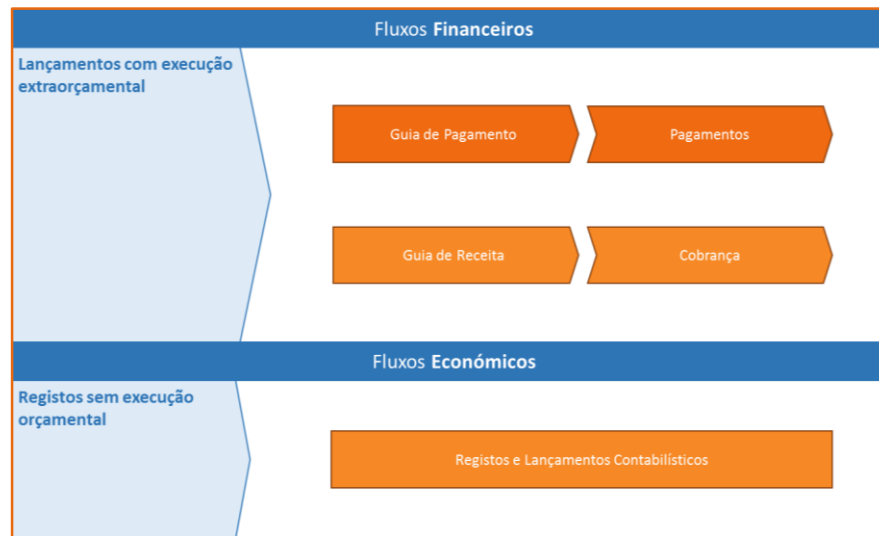 Fluxos Financeiros
Lançamentos com execução
extraorçamental
Guia de Pagamento
Pagamentos
Guia de Receita
Cobrança
Fluxos Económicos
Registos sem execução
orçamental
Registos e Lançamentos Contabilísticos